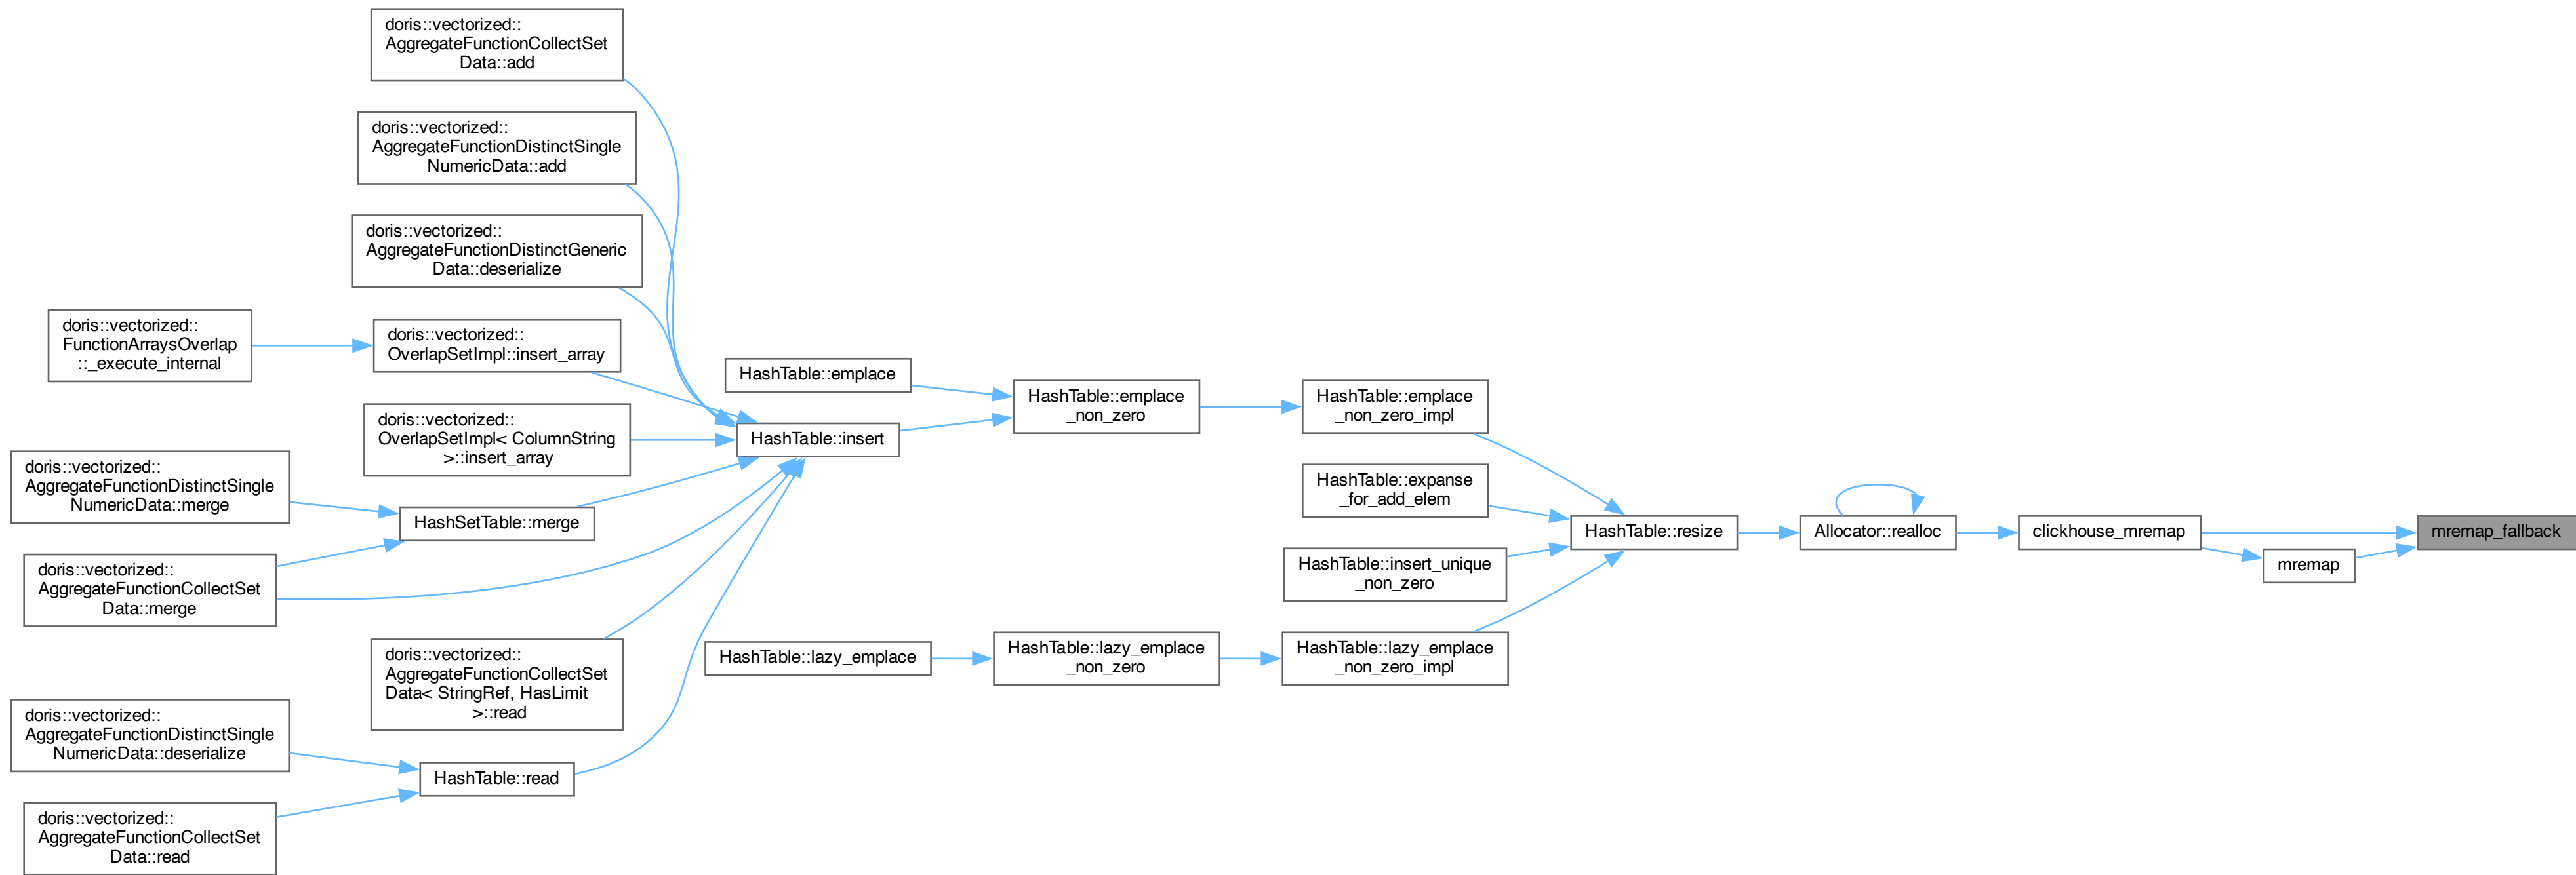 doris::vectorized::
AggregateFunctionCollectSet
Data::add
doris::vectorized::
AggregateFunctionDistinctSingle
NumericData::add
doris::vectorized::
AggregateFunctionDistinctGeneric
Data::deserialize
doris::vectorized::
FunctionArraysOverlap
::_execute_internal
doris::vectorized::
OverlapSetImpl::insert_array
doris::vectorized::
OverlapSetImpl< ColumnString
>::insert_array
doris::vectorized::
AggregateFunctionDistinctSingle
NumericData::merge
HashSetTable::merge
doris::vectorized::
AggregateFunctionCollectSet
Data::merge
doris::vectorized::
AggregateFunctionCollectSet
Data< StringRef, HasLimit
>::read
doris::vectorized::
AggregateFunctionDistinctSingle
NumericData::deserialize
HashTable::read
doris::vectorized::
AggregateFunctionCollectSet
Data::read
HashTable::emplace
HashTable::insert
HashTable::lazy_emplace
HashTable::emplace
_non_zero
HashTable::lazy_emplace
_non_zero
HashTable::emplace
_non_zero_impl
HashTable::expanse
_for_add_elem
HashTable::insert_unique
_non_zero
HashTable::lazy_emplace
_non_zero_impl
HashTable::resize
Allocator::realloc
clickhouse_mremap
mremap
mremap_fallback